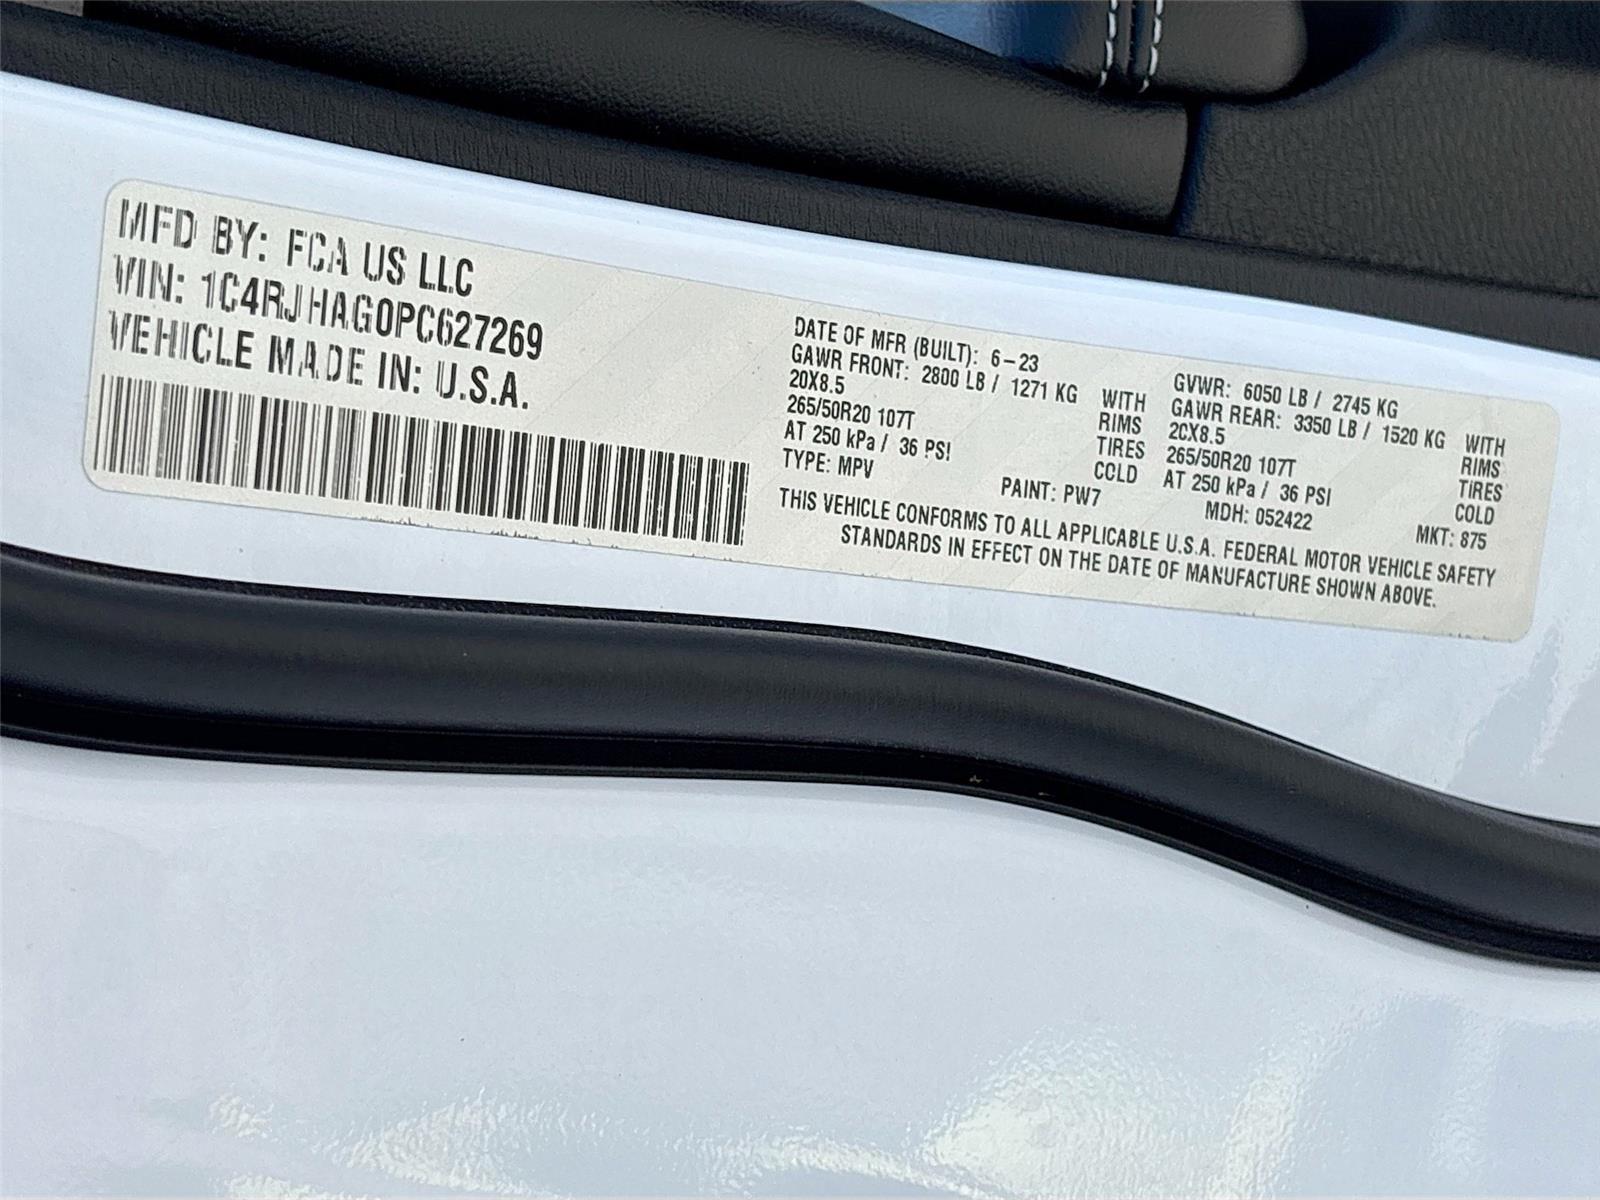 MFD BY: FCA US LLC
VIN: 1C4RJHAG0PC627269
VEHICLE MADE IN: U.S.A.
DATE OF MFR (BUILT): 6-23
GAWR FRONT: 2800 LB / 1271 KG WITH
20X8.5 RIMS
265/50R20 107T TIRES
AT 250 kPa / 36 PSI COLD
TYPE: MPV
PAINT: PW7
GVWR: 6050 LB / 2745 KG
GAWR REAR: 3350 LB / 1520 KG WITH
2CX8.5 RIMS
265/50R20 107T TIRES
AT 250 kPa / 36 PSI COLD
MDH: 052422
MKT: 875
THIS VEHICLE CONFORMS TO ALL APPLICABLE U.S.A. FEDERAL MOTOR VEHICLE SAFETY
STANDARDS IN EFFECT ON THE DATE OF MANUFACTURE SHOWN ABOVE.